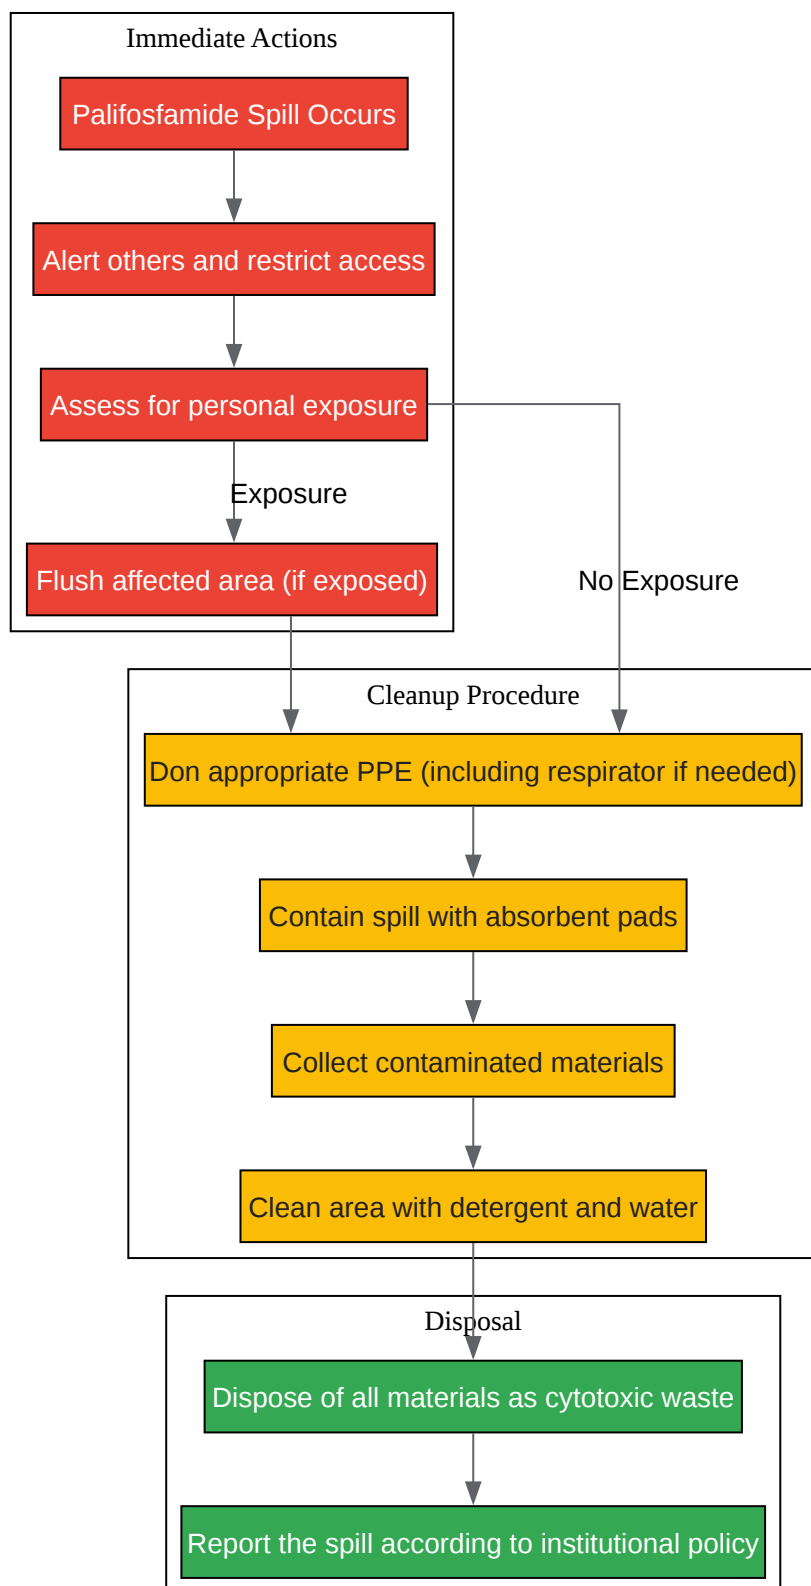 Immediate Actions
Palifosfamide Spill Occurs
Alert others and restrict access
Assess for personal exposure
Exposure
Flush affected area (if exposed)
No Exposure
Cleanup Procedure
Don appropriate PPE (including respirator if needed)
Contain spill with absorbent pads
Collect contaminated materials
Clean area with detergent and water
Disposal
Dispose of all materials as cytotoxic waste
Report the spill according to institutional policy